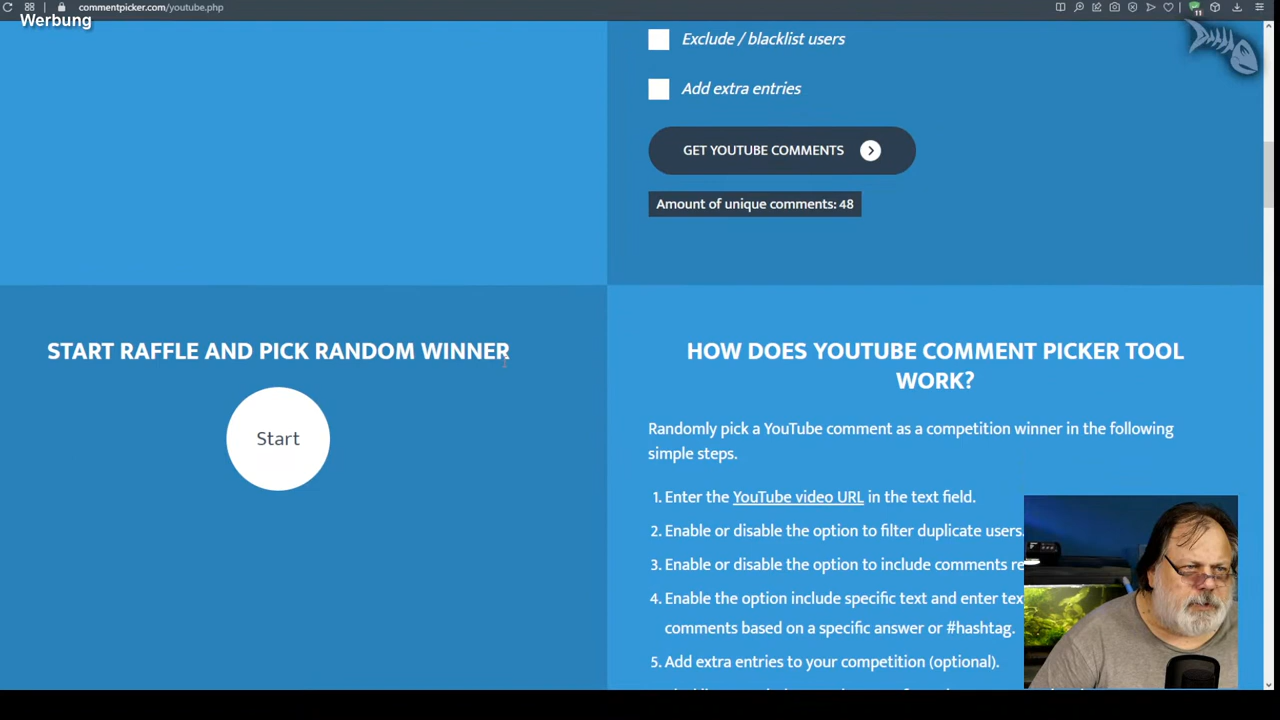 commentpicker.com/youtube.php
Werbung
11
Exclude / blacklist users
Add extra entries
GET YOUTUBE COMMENTS
Amount of unique comments: 48
START RAFFLE AND PICK RANDOM WINNER
Start
HOW DOES YOUTUBE COMMENT PICKER TOOL
WORK?
Randomly pick a YouTube comment as a competition winner in the following
simple steps.
1. Enter the YouTube video URL in the text field.
2. Enable or disable the option to filter duplicate users.
3. Enable or disable the option to include comments re
4. Enable the option include specific text and enter tex
comments based on a specific answer or #hashtag.
5. Add extra entries to your competition (optional).